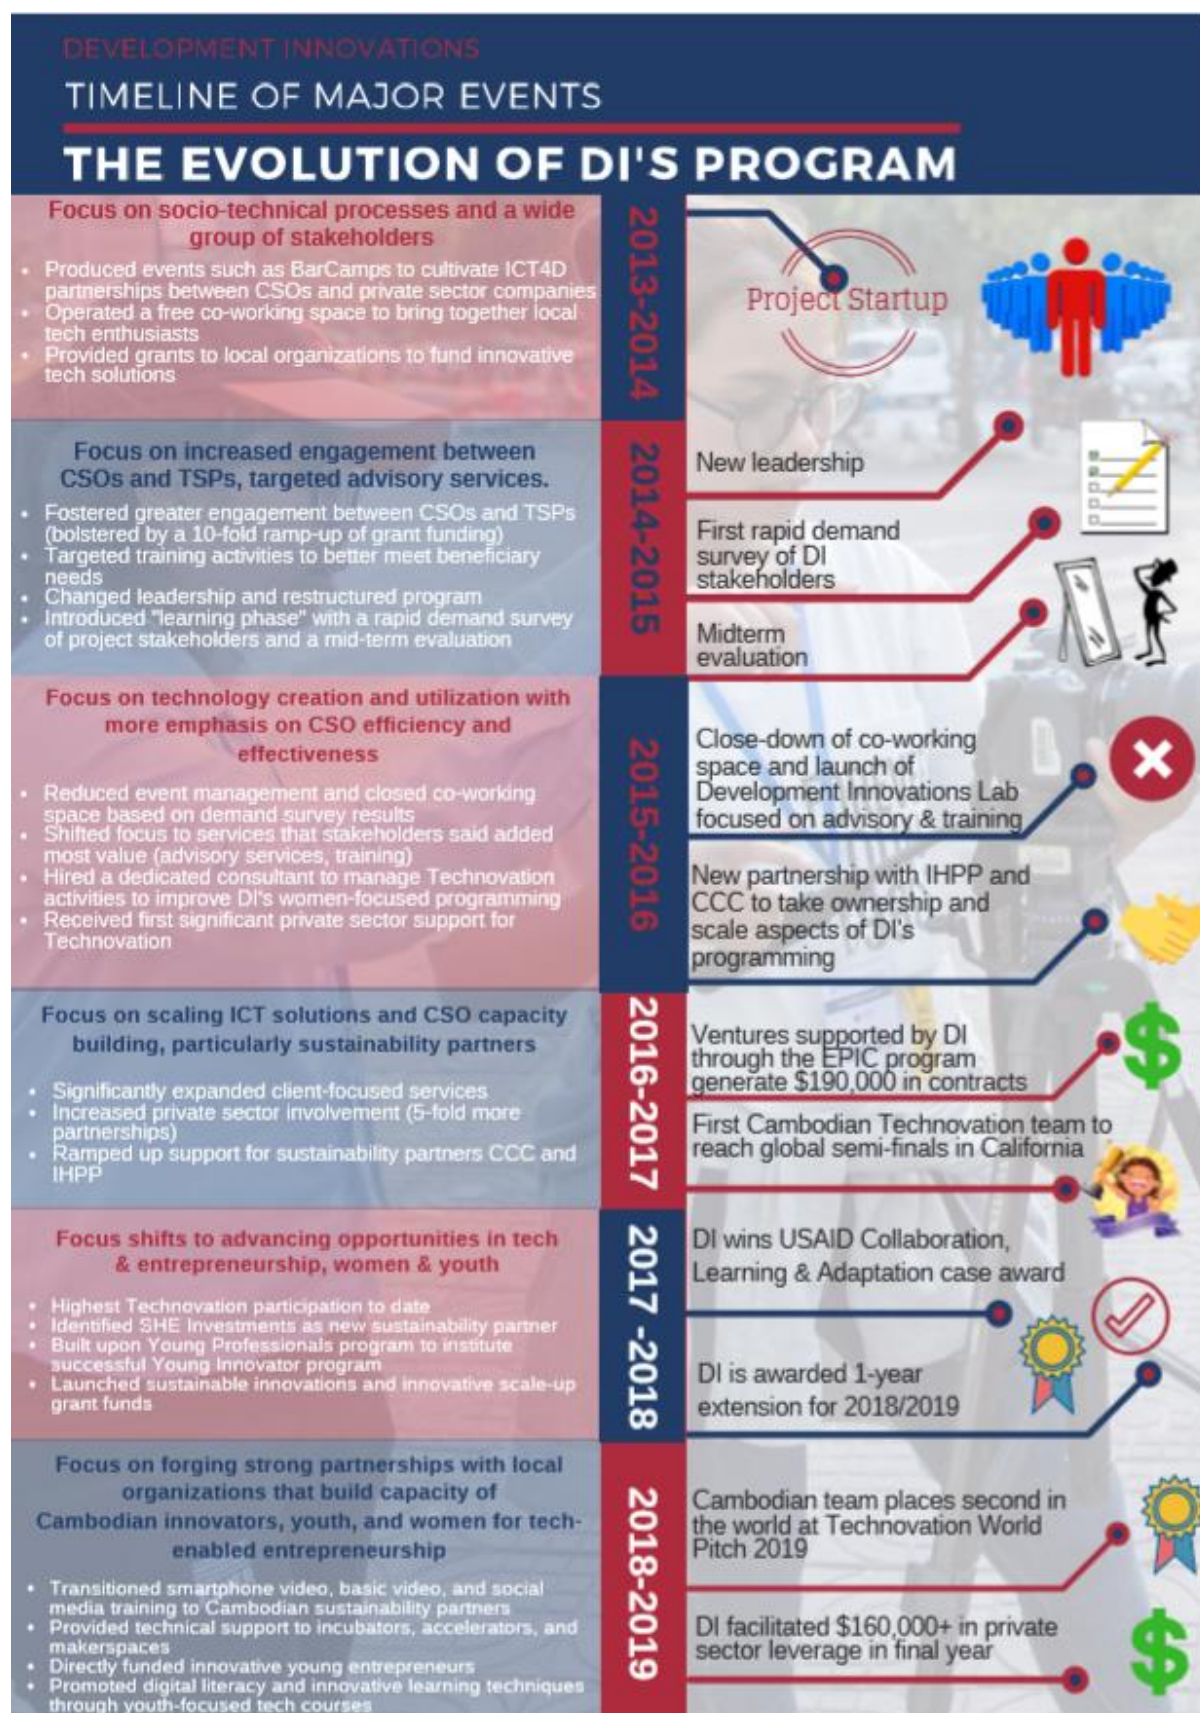 DEVELOPMENT INNOVATIONS
TIMELINE OF MAJOR EVENTS
THE EVOLUTION OF DI'S PROGRAM
Focus on socio-technical processes and a wide
group of stakeholders
• Produced events such as BarCamps to cultivate ICT4D
partnerships between CSOs and private sector companies
• Operated a free co-working space to bring together local
tech enthusiasts
• Provided grants to local organizations to fund innovative
tech solutions
2013-2014
Project Startup
Focus on increased engagement between
CSOs and TSPs, targeted advisory services.
• Fostered greater engagement between CSOs and TSPs
(bolstered by a 10-fold ramp-up of grant funding)
• Targeted training activities to better meet beneficiary
needs
• Changed leadership and restructured program
• Introduced "learning phase" with a rapid demand survey
of project stakeholders and a mid-term evaluation
2014-2015
New leadership
First rapid demand
survey of DI
stakeholders
Midterm
evaluation
Focus on technology creation and utilization with
more emphasis on CSO efficiency and
effectiveness
• Reduced event management and closed co-working
space based on demand survey results
• Shifted focus to services that stakeholders said added
most value (advisory services, training)
• Hired a dedicated consultant to manage Technovation
activities to improve DI's women-focused programming
• Received first significant private sector support for
Technovation
2015-2016
Close-down of co-working
space and launch of
Development Innovations Lab
focused on advisory & training
New partnership with IHPP and
CCC to take ownership and
scale aspects of DI's
programming
Focus on scaling ICT solutions and CSO capacity
building, particularly sustainability partners
• Significantly expanded client-focused services
• Increased private sector involvement (5-fold more
partnerships)
• Ramped up support for sustainability partners CCC and
IHPP
2016-2017
Ventures supported by DI
through the EPIC program
generate $190,000 in contracts
First Cambodian Technovation team to
reach global semi-finals in California
Focus shifts to advancing opportunities in tech
& entrepreneurship, women & youth
• Highest Technovation participation to date
• Identified SHE Investments as new sustainability partner
• Built upon Young Professionals program to institute
successful Young Innovator program
• Launched sustainable innovations and innovative scale-up
grant funds
2017 -2018
DI wins USAID Collaboration,
Learning & Adaptation case award
DI is awarded 1-year
extension for 2018/2019
Focus on forging strong partnerships with local
organizations that build capacity of
Cambodian innovators, youth, and women for tech-
enabled entrepreneurship
• Transitioned smartphone video, basic video, and social
media training to Cambodian sustainability partners
• Provided technical support to incubators, accelerators, and
makerspaces
• Directly funded innovative young entrepreneurs
• Promoted digital literacy and innovative learning techniques
through youth-focused tech courses
2018-2019
Cambodian team places second in
the world at Technovation World
Pitch 2019
DI facilitated $160,000+ in private
sector leverage in final year